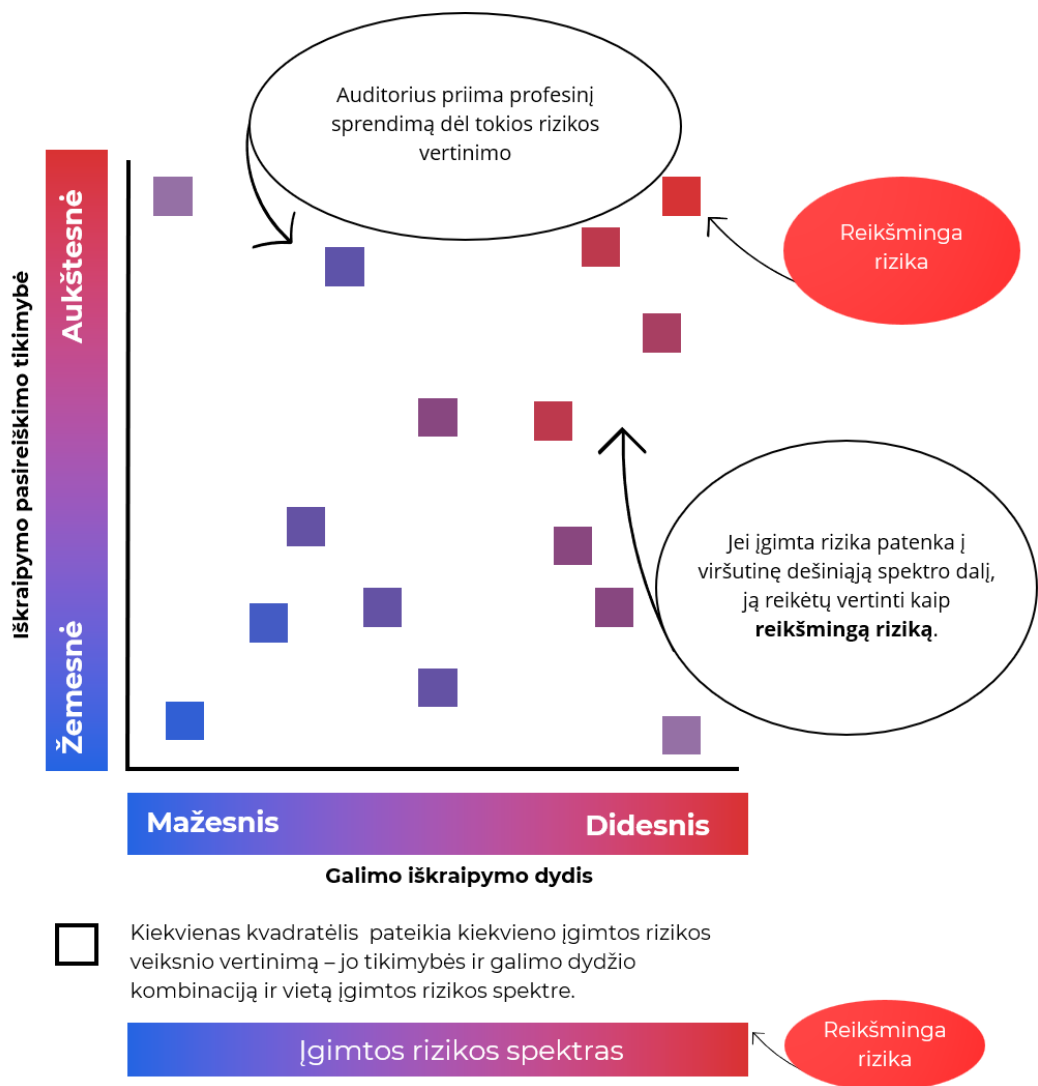 Auditorius priima profesinį
sprendimą dėl tokios rizikos
vertinimo
Reikšminga
rizika
Iškraipymo pasireiškimo tikimybė
Aukštesnė
Žemesnė
Jei įgimta rizika patenka į
viršutinę dešiniąją spektro dalį,
ją reikėtų vertinti kaip
reikšmingą riziką.
Mažesnis
Didesnis
Galimo iškraipymo dydis
Kiekvienas kvadratėlis pateikia kiekvieno įgimtos rizikos
veiksnio vertinimą – jo tikimybės ir galimo dydžio
kombinaciją ir vietą įgimtos rizikos spektre.
Įgimtos rizikos spektras
Reikšminga
rizika